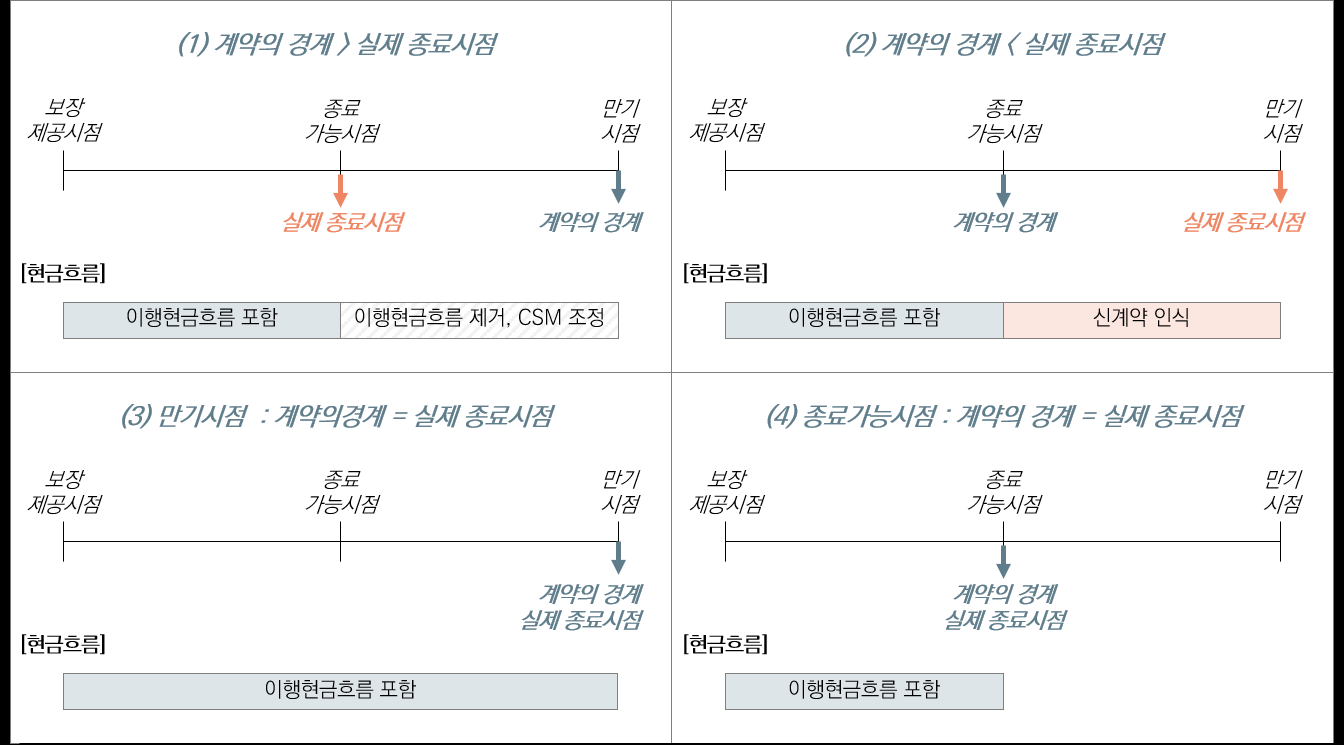 (1) 계약의 경계 > 실제 종료시점
보장
제공시점
종료
가능시점
만기
시점
실제 종료시점
계약의 경계
[현금흐름]
이행현금흐름 포함
이행현금흐름 제거, CSM 조정
(2) 계약의 경계 < 실제 종료시점
보장
제공시점
종료
가능시점
만기
시점
계약의 경계
실제 종료시점
[현금흐름]
이행현금흐름 포함
신계약 인식
(3) 만기시점 : 계약의경계 = 실제 종료시점
보장
제공시점
종료
가능시점
만기
시점
계약의 경계
실제 종료시점
[현금흐름]
이행현금흐름 포함
(4) 종료가능시점 : 계약의 경계 = 실제 종료시점
보장
제공시점
종료
가능시점
만기
시점
계약의 경계
실제 종료시점
[현금흐름]
이행현금흐름 포함